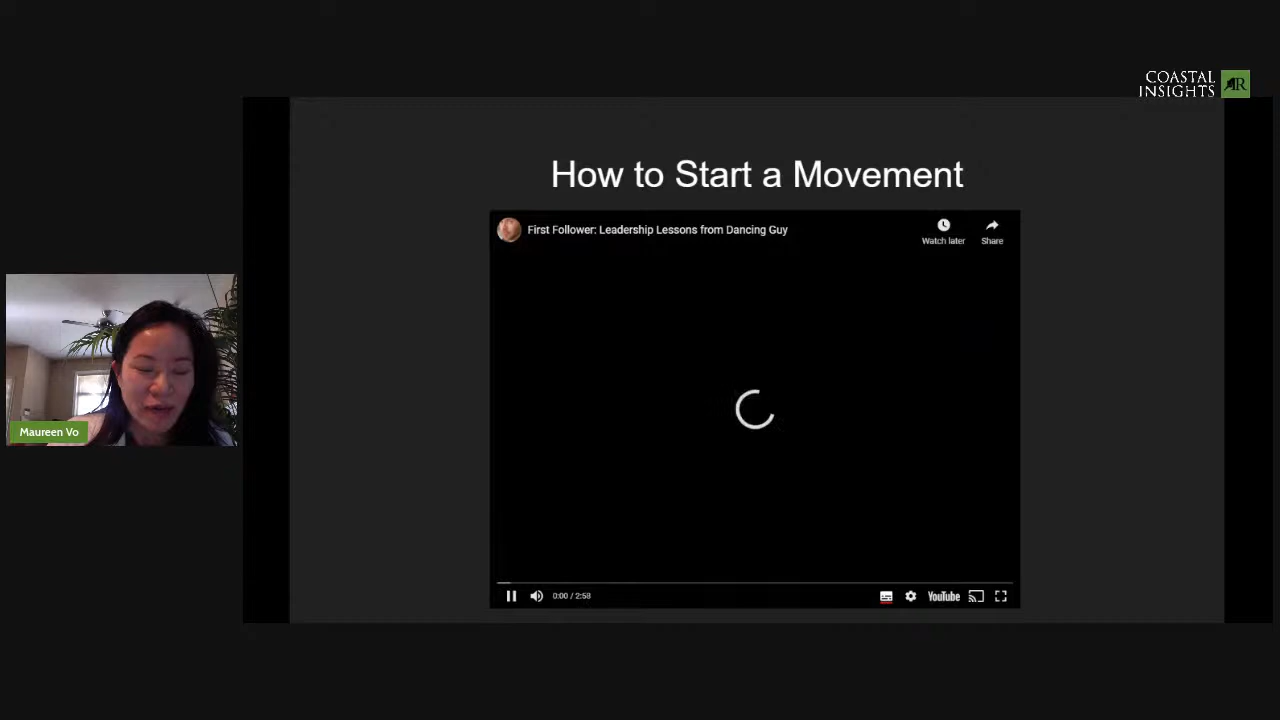 COASTAL
INSIGHTS
How to Start a Movement
First Follower: Leadership Lessons from Dancing Guy
Watch later
Share
Maureen Vo
0:00 / 2:58
YouTube